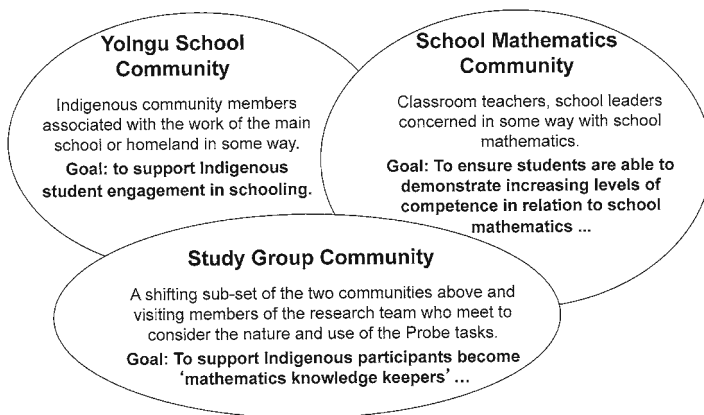 Yolngu School
Community
Indigenous community members
associated with the work of the main
school or homeland in some way.
Goal: to support Indigenous
student engagement in schooling.
School Mathematics
Community
Classroom teachers, school leaders
concerned in some way with school
mathematics.
Goal: To ensure students are able to
demonstrate increasing levels of
competence in relation to school
mathematics ...
Study Group Community
A shifting sub-set of the two communities above and
visiting members of the research team who meet to
consider the nature and use of the Probe tasks.
Goal: To support Indigenous participants become
‘mathematics knowledge keepers’ ...